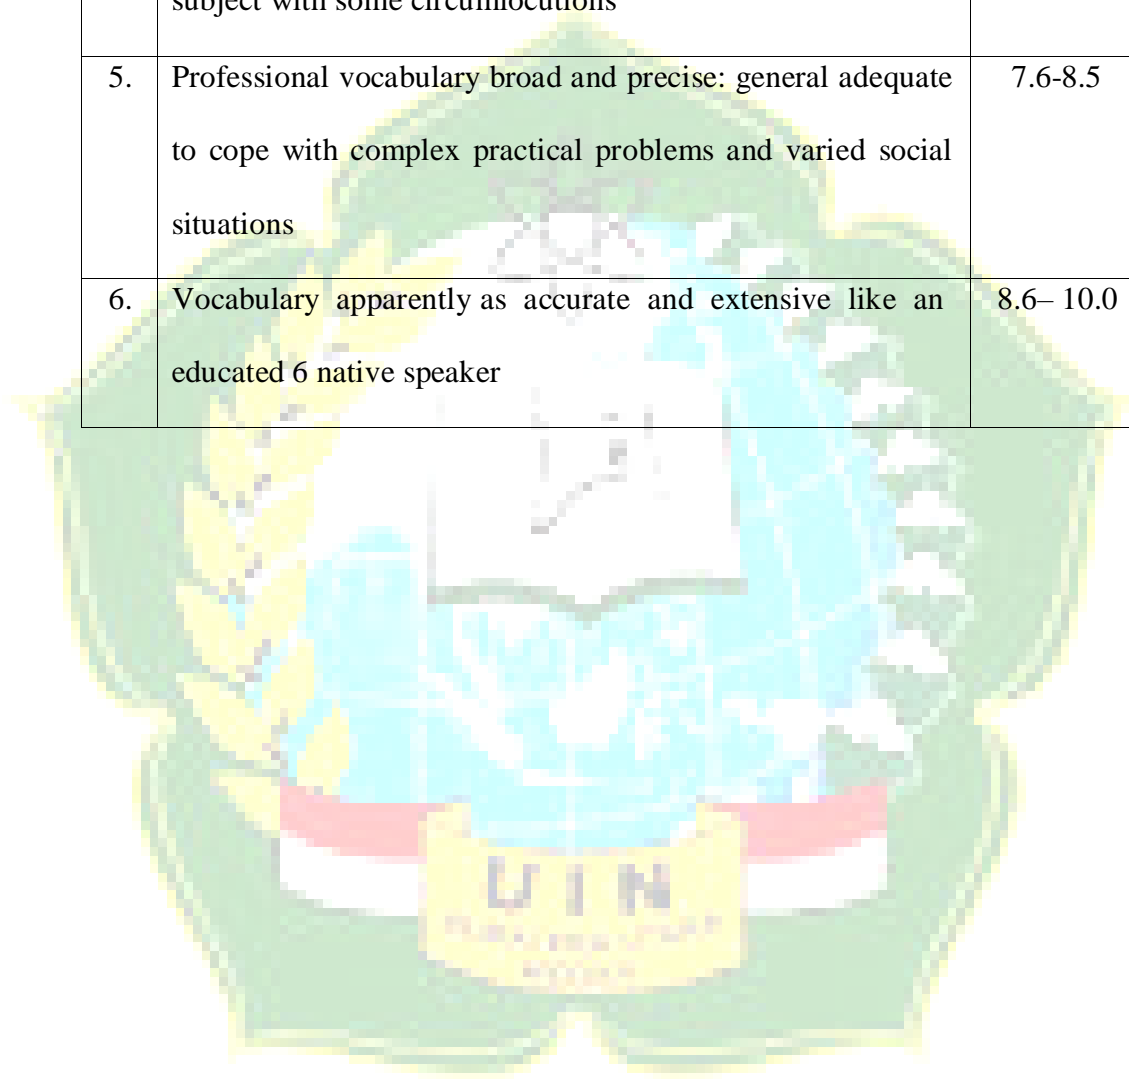 subject with some circumlocutions
5. Professional vocabulary broad and precise: general adequate 7.6-8.5
to cope with complex practical problems and varied social
situations
6. Vocabulary apparently as accurate and extensive like an 8.6– 10.0
educated 6 native speaker
UIN